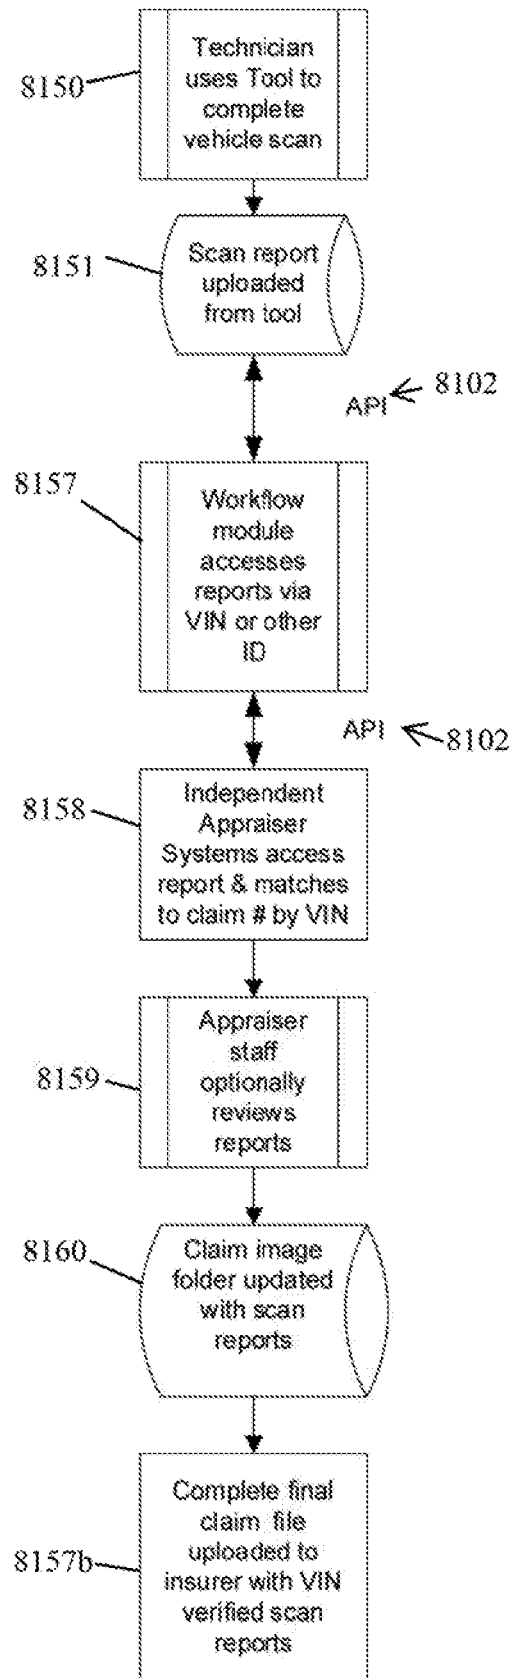 Technician
uses Tool to
complete
vehicle scan
8150
Scan report
uploaded
from tool
8151
API
8102
Workflow
module
accesses
reports via
VIN or other
ID
8157
API
8102
Independent
Appraiser
Systems access
report & matches
to claim # by VIN
8158
Appraiser
staff
optionally
reviews
reports
8159
Claim image
folder updated
with scan
reports
8160
Complete final
claim file
uploaded to
insurer with VIN
verified scan
reports
8157b